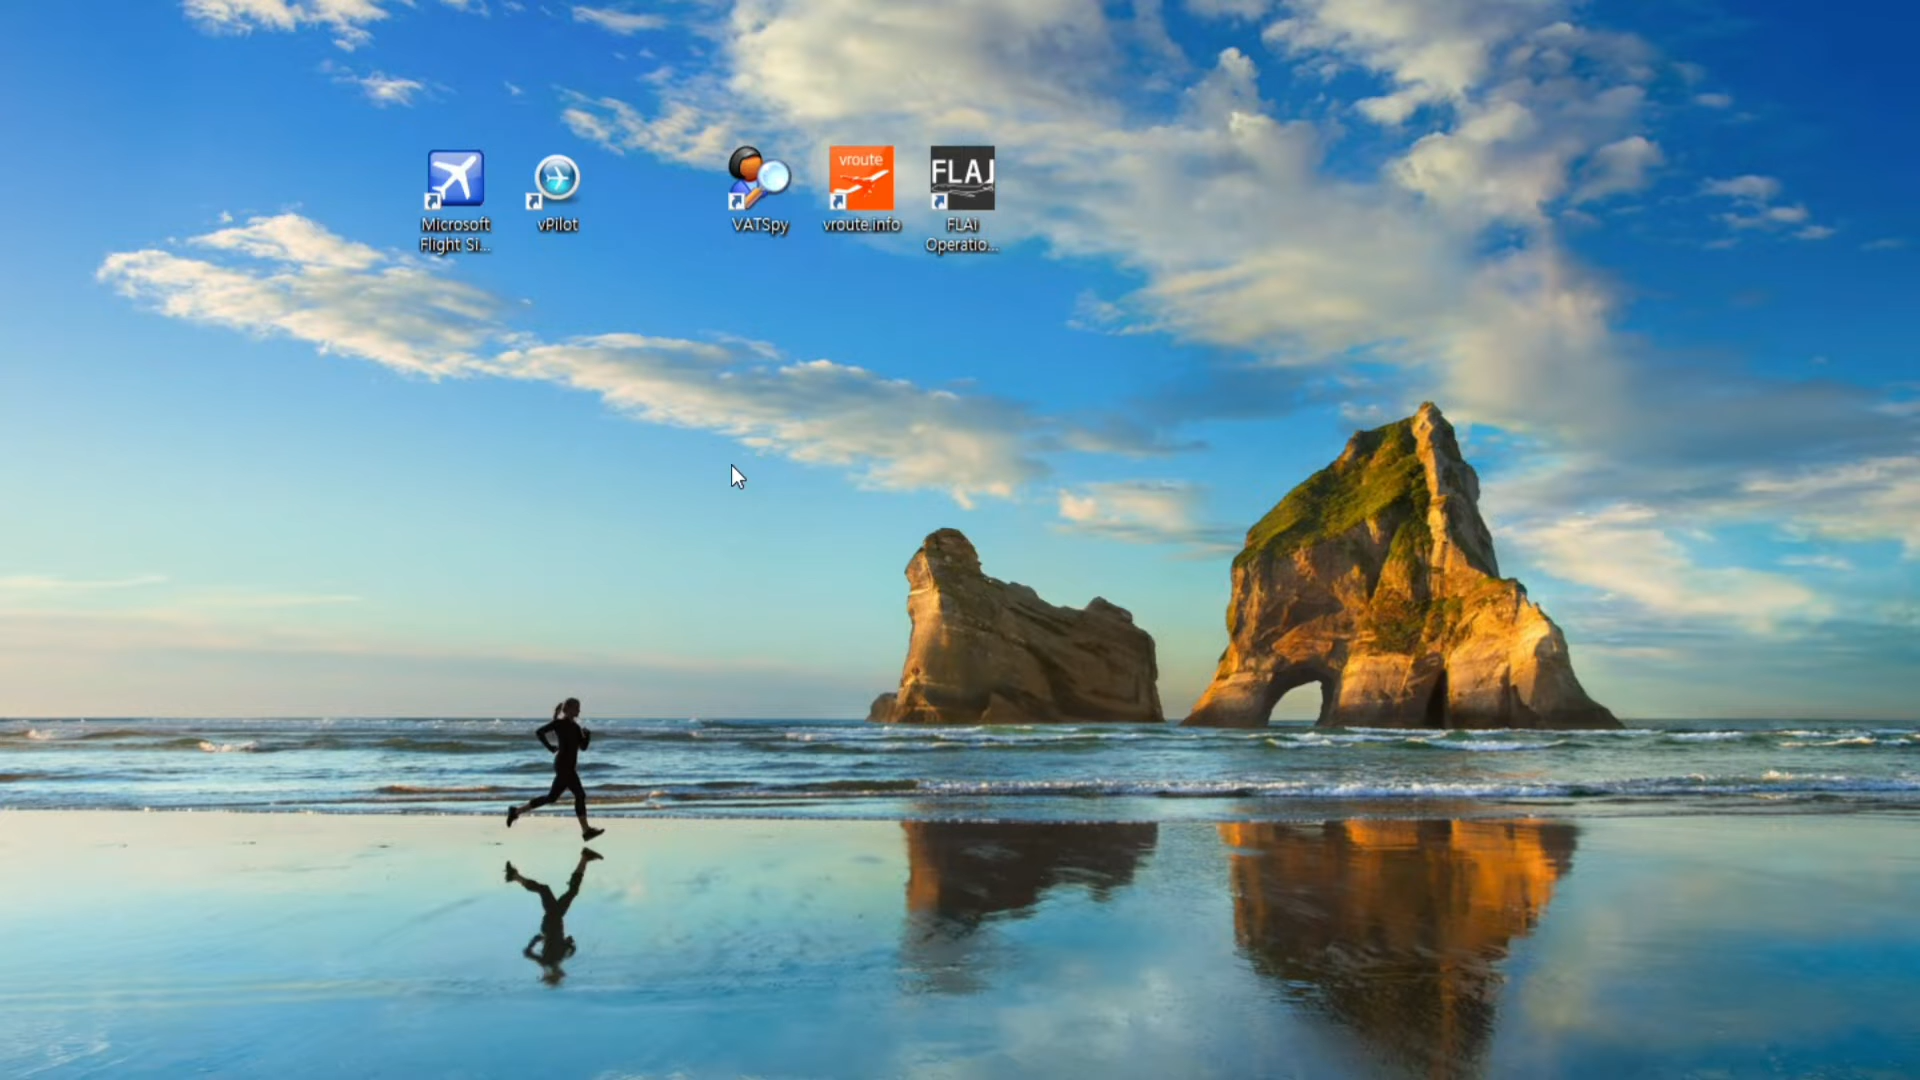 Microsoft
Flight Si...
vPilot
VATSpy
vroute
vroute.info
FLAi
FLAi
Operatio...